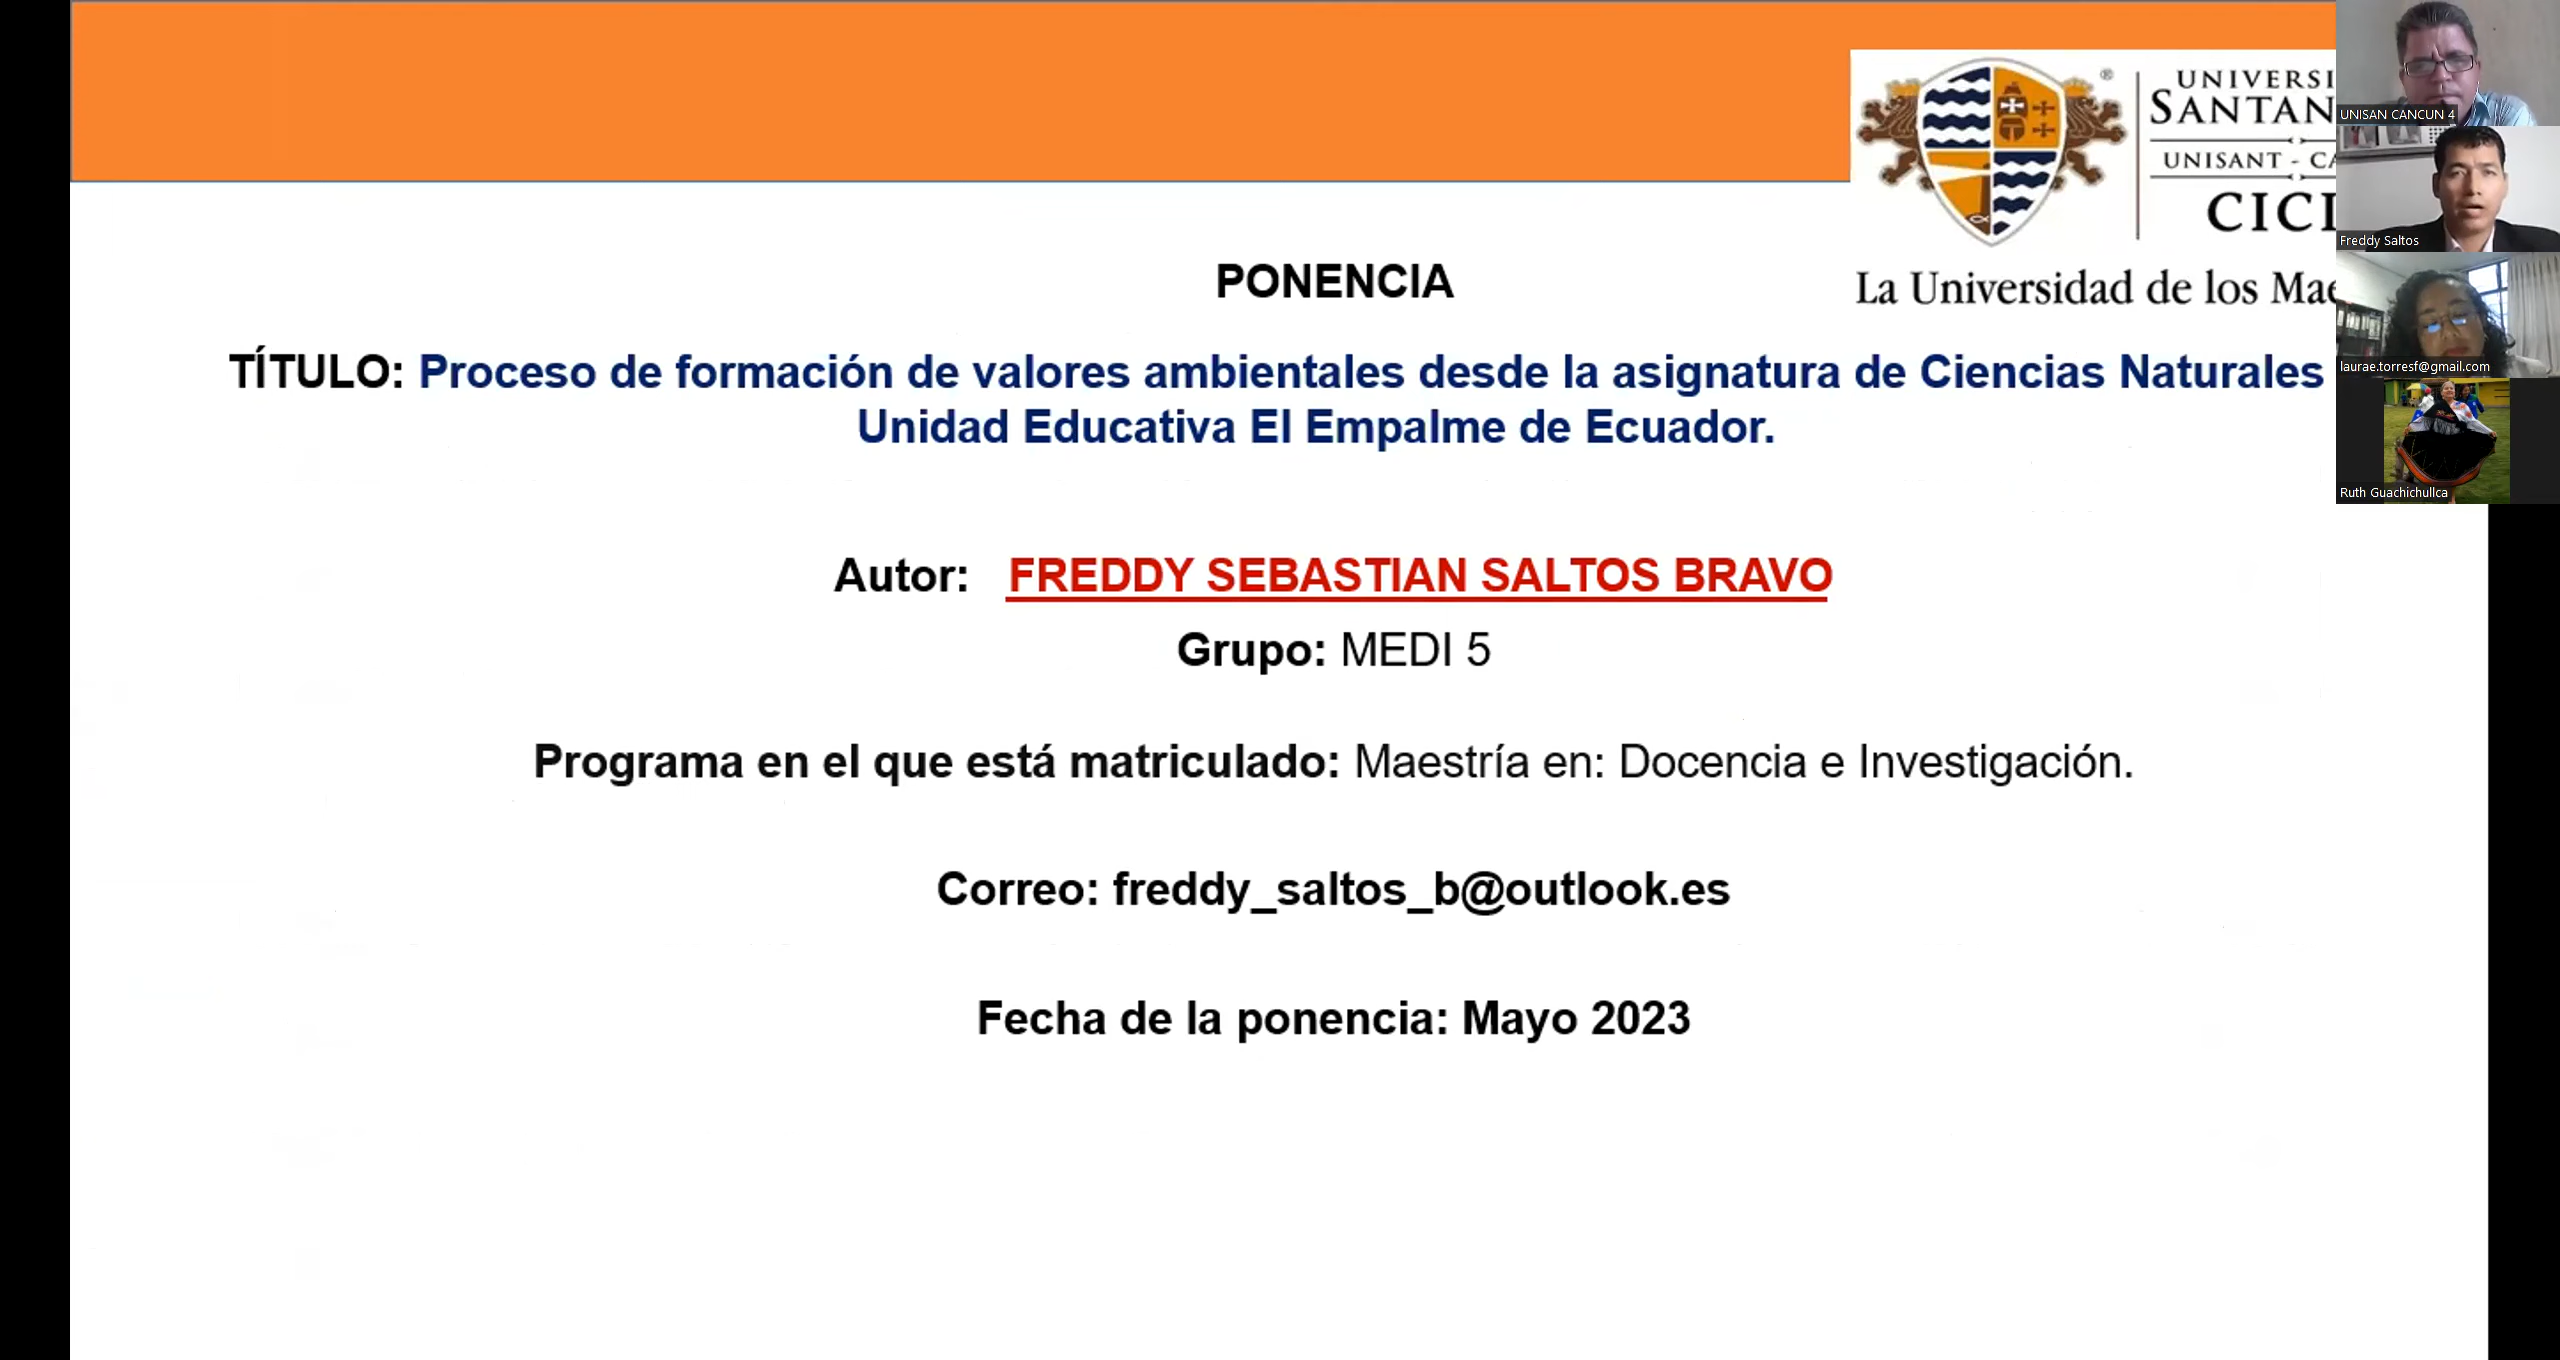 UNIVERSI
SANTAN
UNISANT - CA
CICI
La Universidad de los Mae
PONENCIA
TÍTULO: Proceso de formación de valores ambientales desde la asignatura de Ciencias Naturales
Unidad Educativa El Empalme de Ecuador.
Autor: FREDDY SEBASTIAN SALTOS BRAVO
Grupo: MEDI 5
Programa en el que está matriculado: Maestría en: Docencia e Investigación.
Correo: freddy_saltos_b@outlook.es
Fecha de la ponencia: Mayo 2023
UNISAN CANCUN 4
Freddy Saltos
laurae.torresf@gmail.com
Ruth Guachichullca